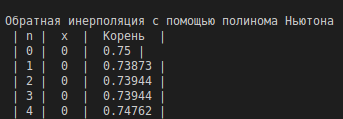 Обратная инерполяция с помощью полинома Ньютона
| n | x | Корень |
| 0 | 0 | 0.75 |
| 1 | 0 | 0.73873 |
| 2 | 0 | 0.73944 |
| 3 | 0 | 0.73944 |
| 4 | 0 | 0.74762 |